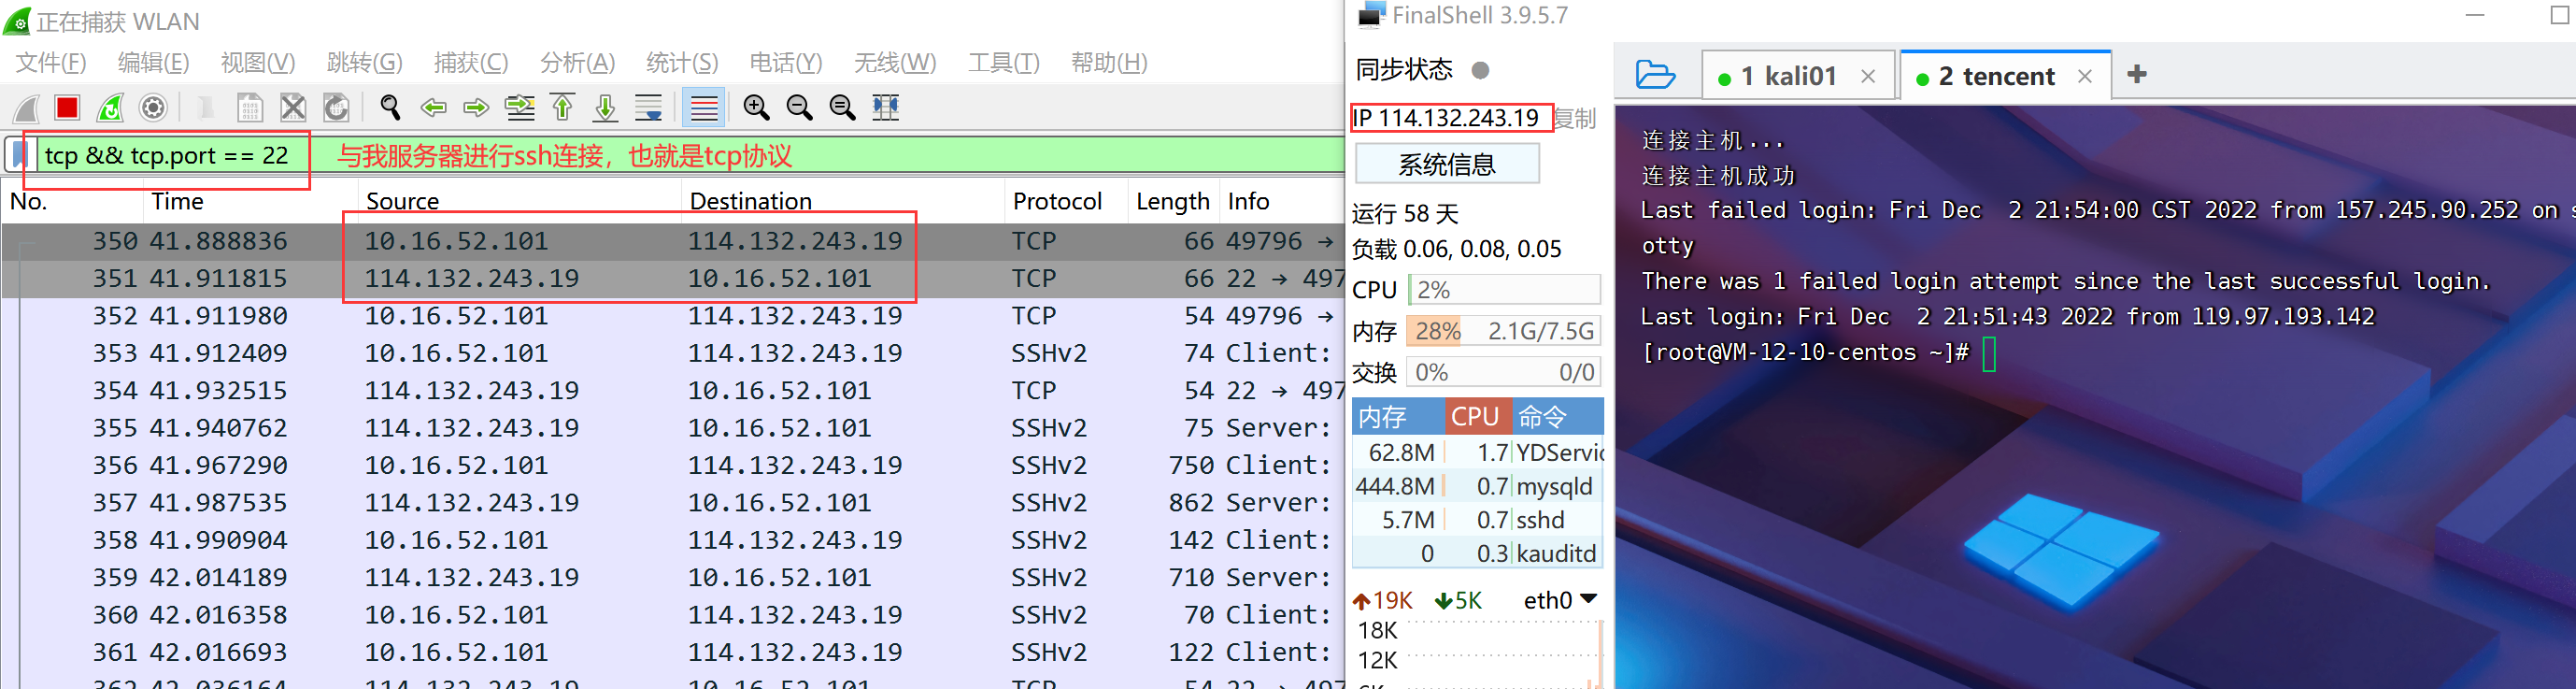 正在捕获 WLAN
文件(F) 编辑(E) 视图(V) 跳转(G) 捕获(C) 分析(A) 统计(S) 电话(Y) 无线(W) 工具(T) 帮助(H)
tcp && tcp.port == 22 与我服务器进行ssh连接，也就是tcp协议
No. Time Source Destination Protocol Length Info
350 41.888836 10.16.52.101 114.132.243.19 TCP 66 49796 →
351 41.911815 114.132.243.19 10.16.52.101 TCP 66 22 → 497
352 41.911980 10.16.52.101 114.132.243.19 TCP 54 49796 →
353 41.912409 10.16.52.101 114.132.243.19 SSHv2 74 Client:
354 41.932515 114.132.243.19 10.16.52.101 TCP 54 22 → 497
355 41.940762 114.132.243.19 10.16.52.101 SSHv2 75 Server:
356 41.967290 10.16.52.101 114.132.243.19 SSHv2 750 Client:
357 41.987535 114.132.243.19 10.16.52.101 SSHv2 862 Server:
358 41.990904 10.16.52.101 114.132.243.19 SSHv2 142 Client:
359 42.014189 114.132.243.19 10.16.52.101 SSHv2 710 Server:
360 42.016358 10.16.52.101 114.132.243.19 SSHv2 70 Client:
361 42.016693 10.16.52.101 114.132.243.19 SSHv2 122 Client:
362 42.036164 114.132.243.19 10.16.52.101 TCP 54 22 → 497
FinalShell 3.9.5.7
同步状态
IP 114.132.243.19 复制
系统信息
运行 58 天
负载 0.06, 0.08, 0.05
CPU 2%
内存 28% 2.1G/7.5G
交换 0% 0/0
内存 CPU 命令
62.8M 1.7 YDServic
444.8M 0.7 mysqld
5.7M 0.7 sshd
0 0.3 kauditd
19K 5K eth0
18K
12K
6K
1 kali01 × 2 tencent × +
连接主机...
连接主机成功
Last failed login: Fri Dec  2 21:54:00 CST 2022 from 157.245.90.252 on s
otty
There was 1 failed login attempt since the last successful login.
Last login: Fri Dec  2 21:51:43 2022 from 119.97.193.142
[root@VM-12-10-centos ~]#